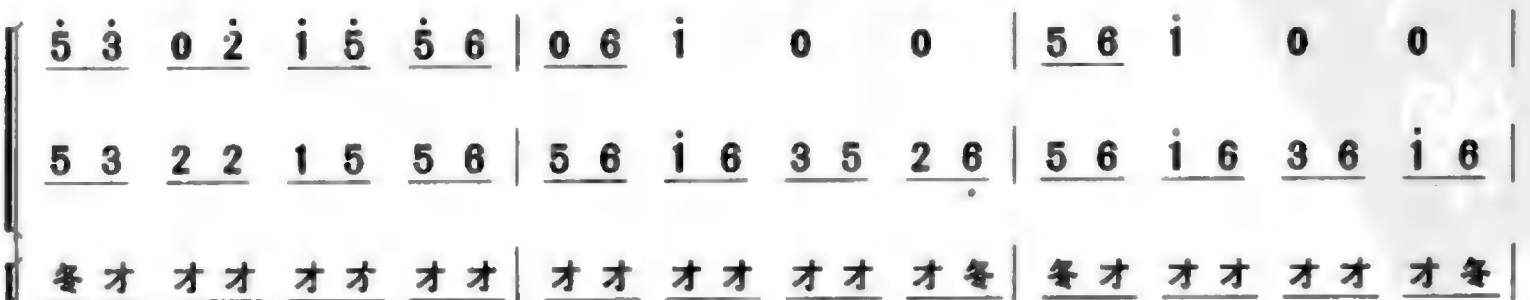 5̇ 3̇ 0 2̇ 1̇ 5̇ 5̇ 6 | 0 6 1̇ 0 0 | 5 6 1̇ 0 0 |
5 3 2 2 1 5 5 6 | 5 6 1̇ 6 3 5 2 6̣ | 5 6 1̇ 6 3 6 1̇ 6 |
冬 才 才 才 才 才 才 才 | 才 才 才 才 才 才 才 冬 | 冬 才 才 才 才 才 才 冬